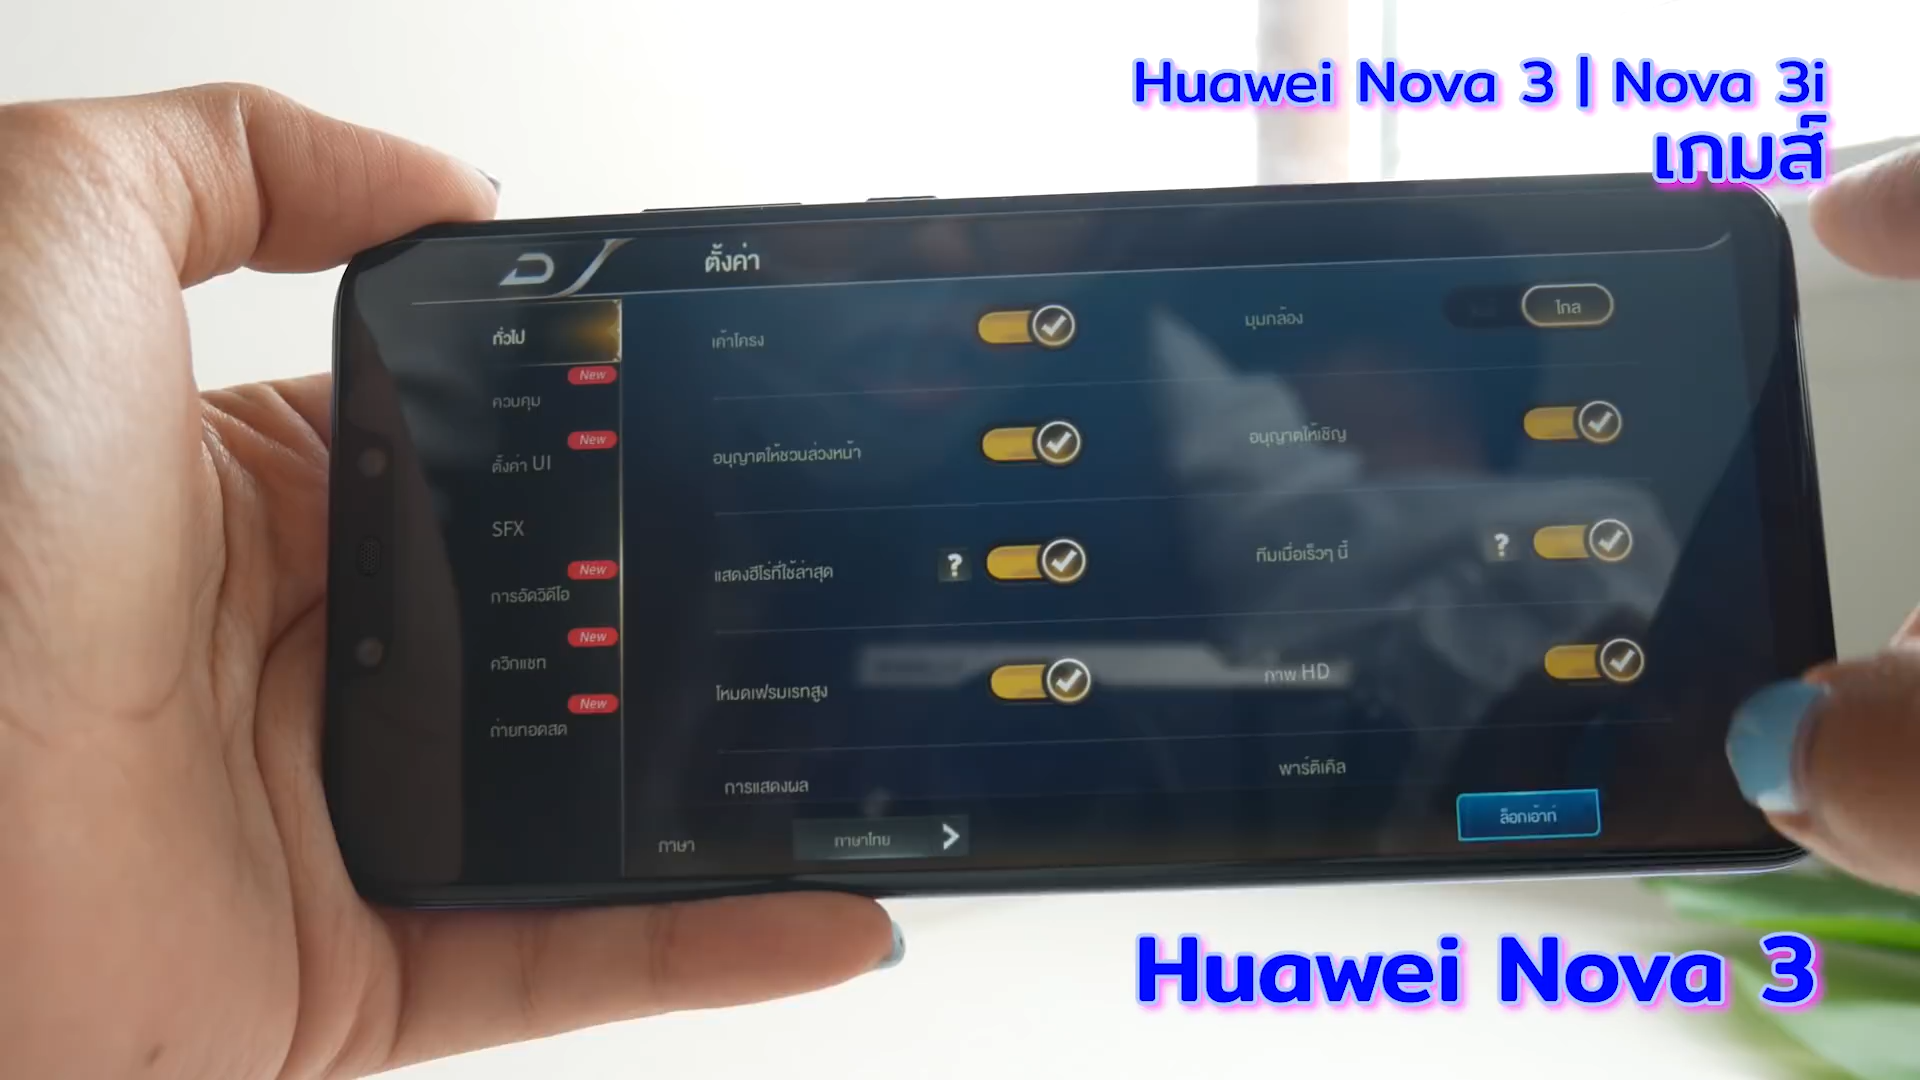 Huawei Nova 3 | Nova 3i
เกมส์
ตั้งค่า
ทั่วไป
New
ควบคุม
New
ตั้งค่า UI
SFX
New
การอัดวิดีโอ
New
ควิกแชท
New
ถ่ายทอดสด
เค้าโครง
มุมกล้อง
ไกล
อนุญาตให้ชวนล่วงหน้า
อนุญาตให้เชิญ
แสดงฮีโร่ที่ใช้ล่าสุด ?
ทีมเมื่อเร็วๆ นี้ ?
โหมดเฟรมเรทสูง
ภาพ HD
การแสดงผล
พาร์ติเคิล
ภาษา
ภาษาไทย
ล็อกเอ้าท์
Huawei Nova 3